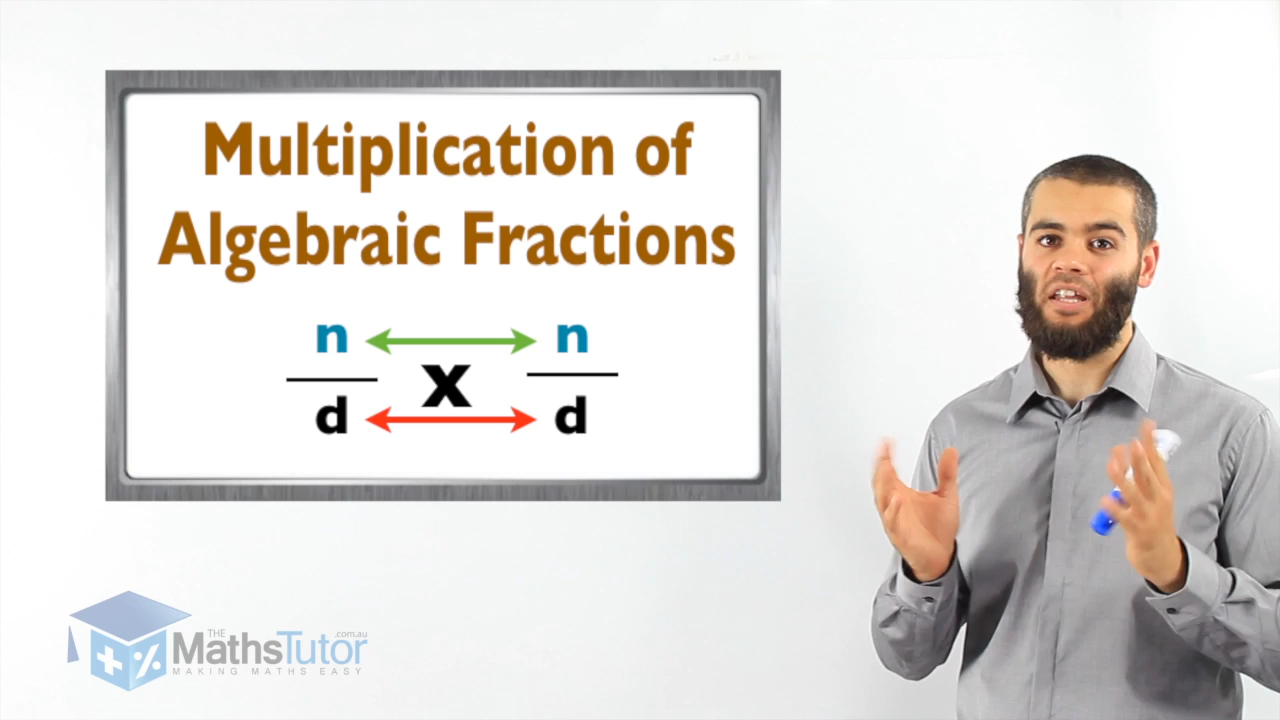 Multiplication of
Algebraic Fractions
n n
x
d d
THE
MathsTutor
.com.au
MAKING MATHS EASY